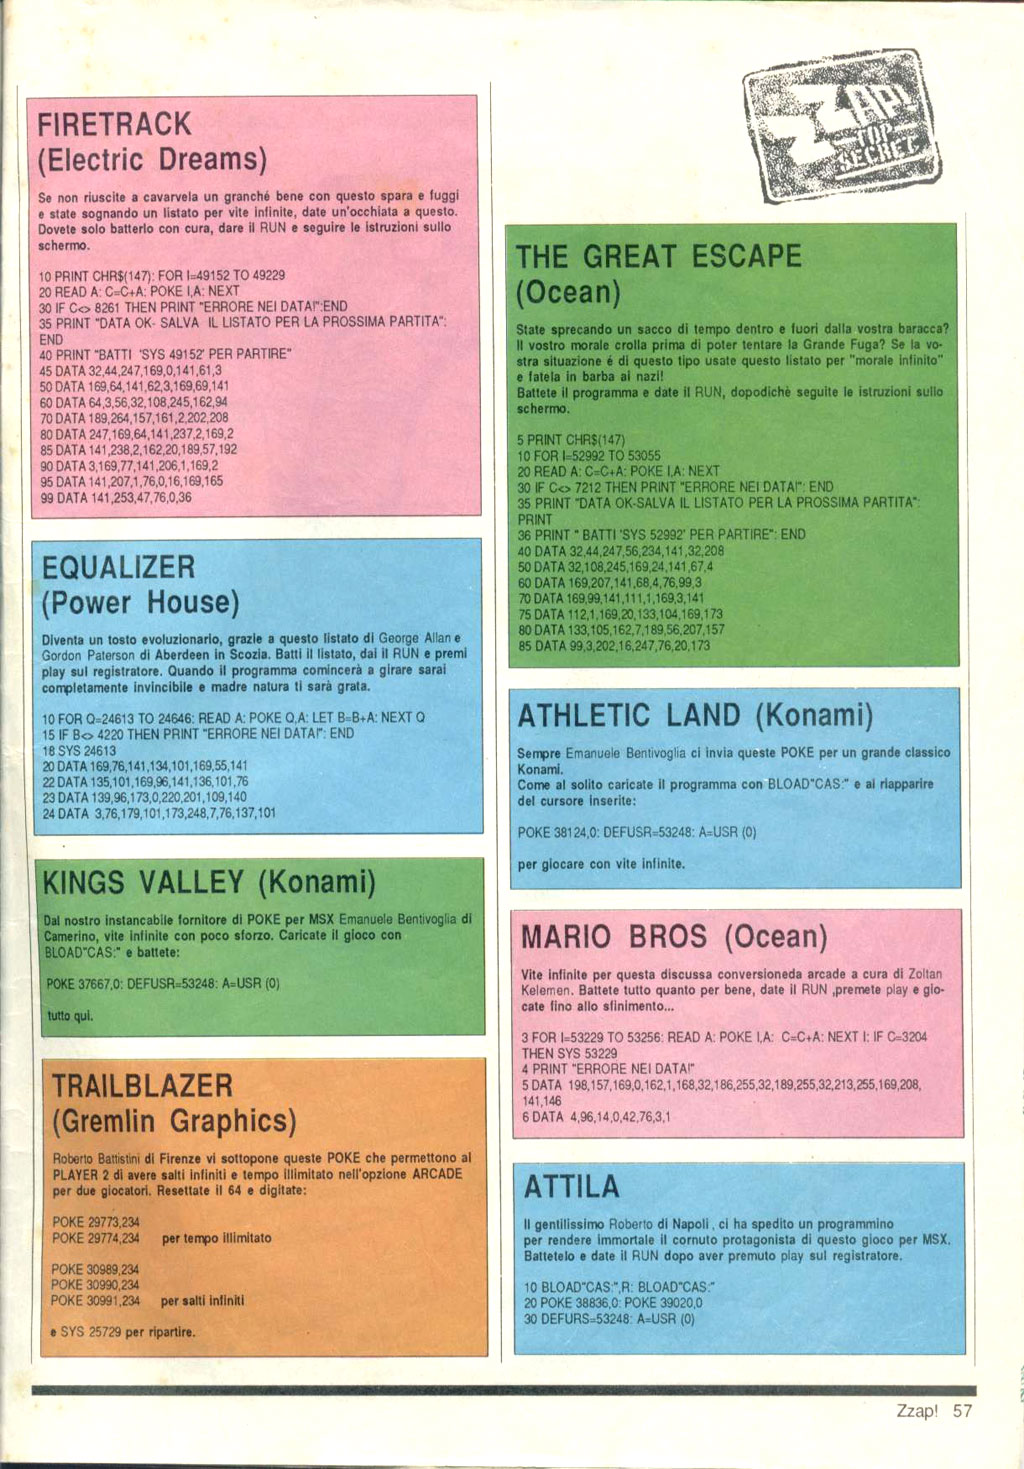 FIRETRACK
(Electric Dreams)
Se non riuscite a cavarvela un granché bene con questo spara e fuggi
e state sognando un listato per vite infinite, date un'occhiata a questo.
Dovete solo batterlo con cura, dare il RUN e seguire le istruzioni sullo
schermo.
10 PRINT CHR$(147): FOR I=49152 TO 49229
20 READ A: C=C+A: POKE I,A: NEXT
30 IF C<> 8261 THEN PRINT "ERRORE NEI DATA!":END
35 PRINT "DATA OK- SALVA IL LISTATO PER LA PROSSIMA PARTITA":
END
40 PRINT "BATTI 'SYS 49152' PER PARTIRE"
45 DATA 32,44,247,169,0,141,61,3
50 DATA 169,64,141,62,3,169,69,141
60 DATA 64,3,56,32,108,245,162,94
70 DATA 189,264,157,161,2,202,208
80 DATA 247,169,64,141,237,2,169,2
85 DATA 141,238,2,162,20,189,57,192
90 DATA 3,169,77,141,206,1,169,2
95 DATA 141,207,1,76,0,16,169,165
99 DATA 141,253,47,76,0,36
EQUALIZER
(Power House)
Diventa un tosto evoluzionario, grazie a questo listato di George Allan e
Gordon Paterson di Aberdeen in Scozia. Batti il listato, dai il RUN e premi
play sul registratore. Quando il programma comincerà a girare sarai
completamente invincibile e madre natura ti sarà grata.
10 FOR Q=24613 TO 24646: READ A: POKE Q,A: LET B=B+A: NEXT Q
15 IF B<> 4220 THEN PRINT "ERRORE NEI DATA!": END
18 SYS 24613
20 DATA 169,76,141,134,101,169,55,141
22 DATA 135,101,169,96,141,136,101,76
23 DATA 139,96,173,0,220,201,109,140
24 DATA 3,76,179,101,173,248,7,76,137,101
KINGS VALLEY (Konami)
Dal nostro instancabile fornitore di POKE per MSX Emanuele Bentivoglia di
Camerino, vite infinite con poco sforzo. Caricate il gioco con
BLOAD"CAS:" e battete:
POKE 37667,0: DEFUSR=53248: A=USR (0)
tutto qui.
TRAILBLAZER
(Gremlin Graphics)
Roberto Battistini di Firenze vi sottopone queste POKE che permettono al
PLAYER 2 di avere salti infiniti e tempo illimitato nell'opzione ARCADE
per due giocatori. Resettate il 64 e digitate:
POKE 29773,234
POKE 29774,234 per tempo illimitato
POKE 30989,234
POKE 30990,234
POKE 30991,234 per salti infiniti
e SYS 25729 per ripartire.
ZZAP!
TOP
SECRET
THE GREAT ESCAPE
(Ocean)
State sprecando un sacco di tempo dentro e fuori dalla vostra baracca?
Il vostro morale crolla prima di poter tentare la Grande Fuga? Se la vo-
stra situazione é di questo tipo usate questo listato per "morale infinito"
e fatela in barba ai nazi!
Battete il programma e date il RUN, dopodichè seguite le istruzioni sullo
schermo.
5 PRINT CHR$(147)
10 FOR I=52992 TO 53055
20 READ A: C=C+A: POKE I,A: NEXT
30 IF C<> 7212 THEN PRINT "ERRORE NEI DATA!": END
35 PRINT "DATA OK-SALVA IL LISTATO PER LA PROSSIMA PARTITA":
PRINT
36 PRINT " BATTI 'SYS 52992' PER PARTIRE": END
40 DATA 32,44,247,56,234,141,32,208
50 DATA 32,108,245,169,24,141,67,4
60 DATA 169,207,141,68,4,76,99,3
70 DATA 169,99,141,111,1,169,3,141
75 DATA 112,1,169,20,133,104,169,173
80 DATA 133,105,162,7,189,56,207,157
85 DATA 99,3,202,16,247,76,20,173
ATHLETIC LAND (Konami)
Sempre Emanuele Bentivoglia ci invia queste POKE per un grande classico
Konami.
Come al solito caricate il programma con BLOAD"CAS:" e al riapparire
del cursore inserite:
POKE 38124,0: DEFUSR=53248: A=USR (0)
per giocare con vite infinite.
MARIO BROS (Ocean)
Vite infinite per questa discussa conversioneda arcade a cura di Zoltan
Kelemen. Battete tutto quanto per bene, date il RUN ,premete play e gio-
cate fino allo sfinimento...
3 FOR I=53229 TO 53256: READ A: POKE I,A: C=C+A: NEXT I: IF C=3204
THEN SYS 53229
4 PRINT "ERRORE NEI DATA!"
5 DATA 198,157,169,0,162,1,168,32,186,255,32,189,255,32,213,255,169,208,
141,146
6 DATA 4,96,14,0,42,76,3,1
ATTILA
Il gentilissimo Roberto di Napoli , ci ha spedito un programmino
per rendere immortale il cornuto protagonista di questo gioco per MSX.
Battetelo e date il RUN dopo aver premuto play sul registratore.
10 BLOAD"CAS:",R: BLOAD"CAS:"
20 POKE 38836,0: POKE 39020,0
30 DEFURS=53248: A=USR (0)
Zzap! 57